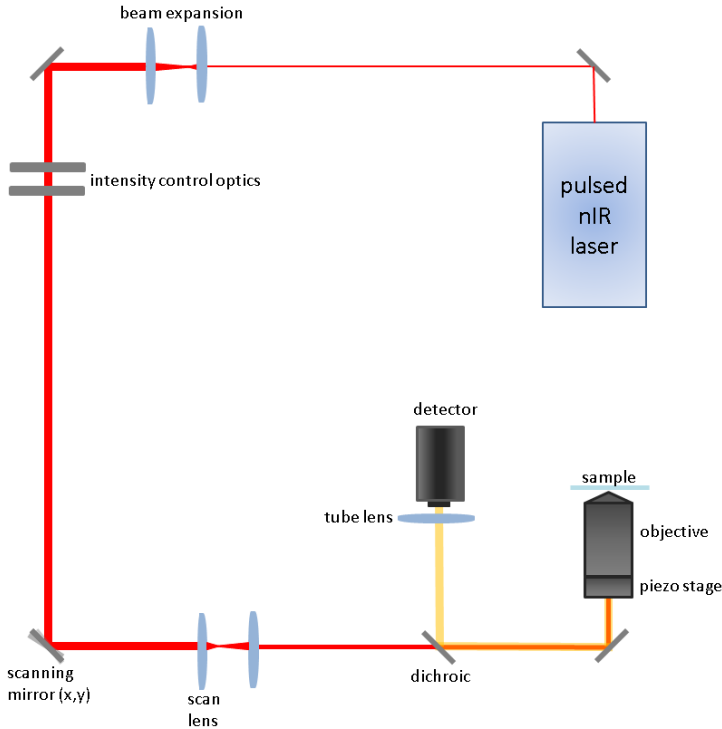 beam expansion
intensity control optics
pulsed
nIR
laser
detector
sample
tube lens
objective
piezo stage
scanning
mirror (x,y)
scan
lens
dichroic